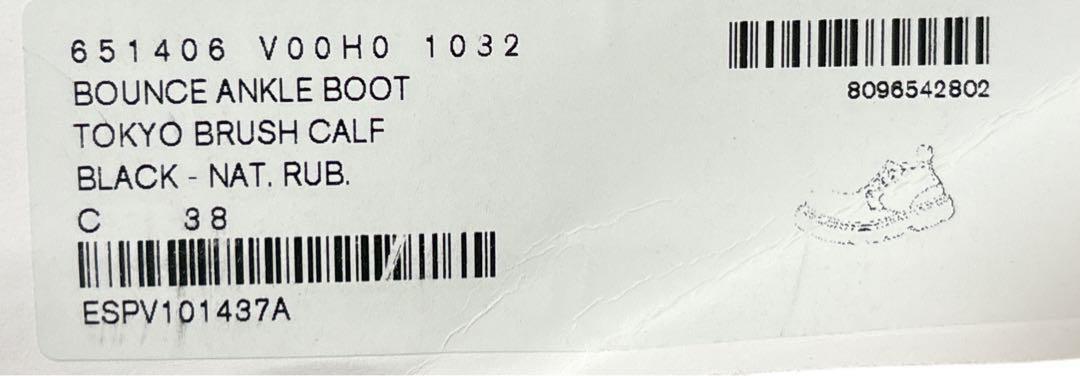 651406 V00H0 1032
BOUNCE ANKLE BOOT
TOKYO BRUSH CALF
BLACK - NAT. RUB.
C 38
ESPV101437A
8096542802